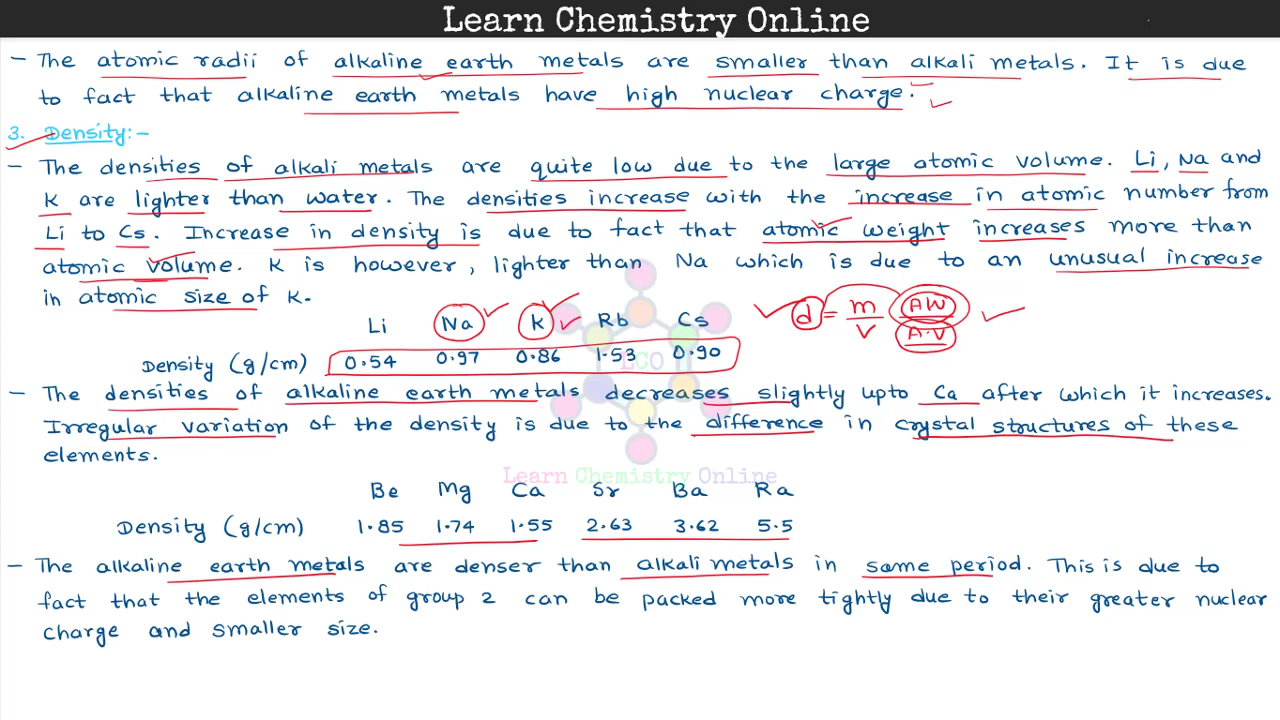 Learn Chemistry Online
- The atomic radii of alkaline earth metals are smaller than alkali metals. It is due
to fact that alkaline earth metals have high nuclear charge.
3. Density:-
- The densities of alkali metals are quite low due to the large atomic volume. Li, Na and
K are lighter than water. The densities increase with the increase in atomic number from
Li to Cs. Increase in density is due to fact that atomic weight increases more than
atomic volume. K is however, lighter than Na which is due to an unusual increase
in atomic size of K.
d = m/V AW/A.V
Li Na K Rb Cs
Density (g/cm) 0.54 0.97 0.86 1.53 0.90
LCO
- The densities of alkaline earth metals decreases slightly upto Ca after which it increases.
Irregular variation of the density is due to the difference in crystal structures of these
elements.
Learn Chemistry Online
Be Mg Ca Sr Ba Ra
Density (g/cm) 1.85 1.74 1.55 2.63 3.62 5.5
- The alkaline earth metals are denser than alkali metals in same period. This is due to
fact that the elements of group 2 can be packed more tightly due to their greater nuclear
charge and smaller size.